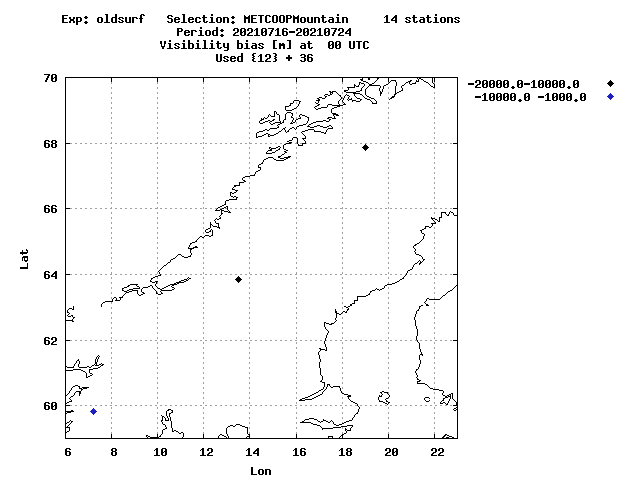 Exp: oldsurf   Selection: METCOOPMountain     14 stations
Period: 20210716-20210724
Visibility bias [m] at  00 UTC
Used {12} + 36
-20000.0-10000.0
-10000.0 -1000.0
70
68
66
64
62
60
Lat
6 8 10 12 14 16 18 20 22
Lon